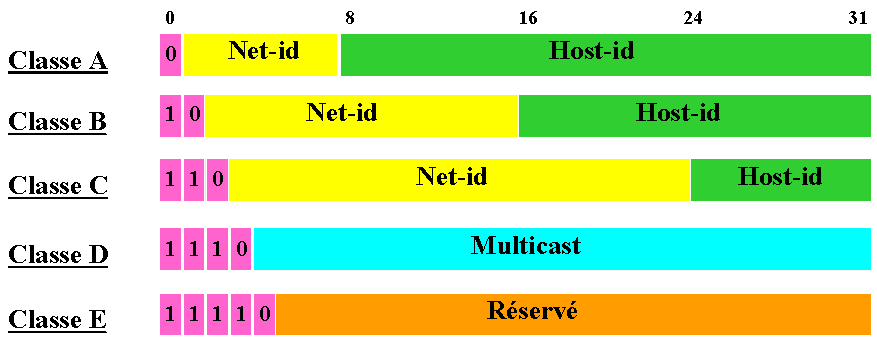 0 8 16 24 31
Classe A 0 Net-id Host-id
Classe B 1 0 Net-id Host-id
Classe C 1 1 0 Net-id Host-id
Classe D 1 1 1 0 Multicast
Classe E 1 1 1 1 0 Réservé